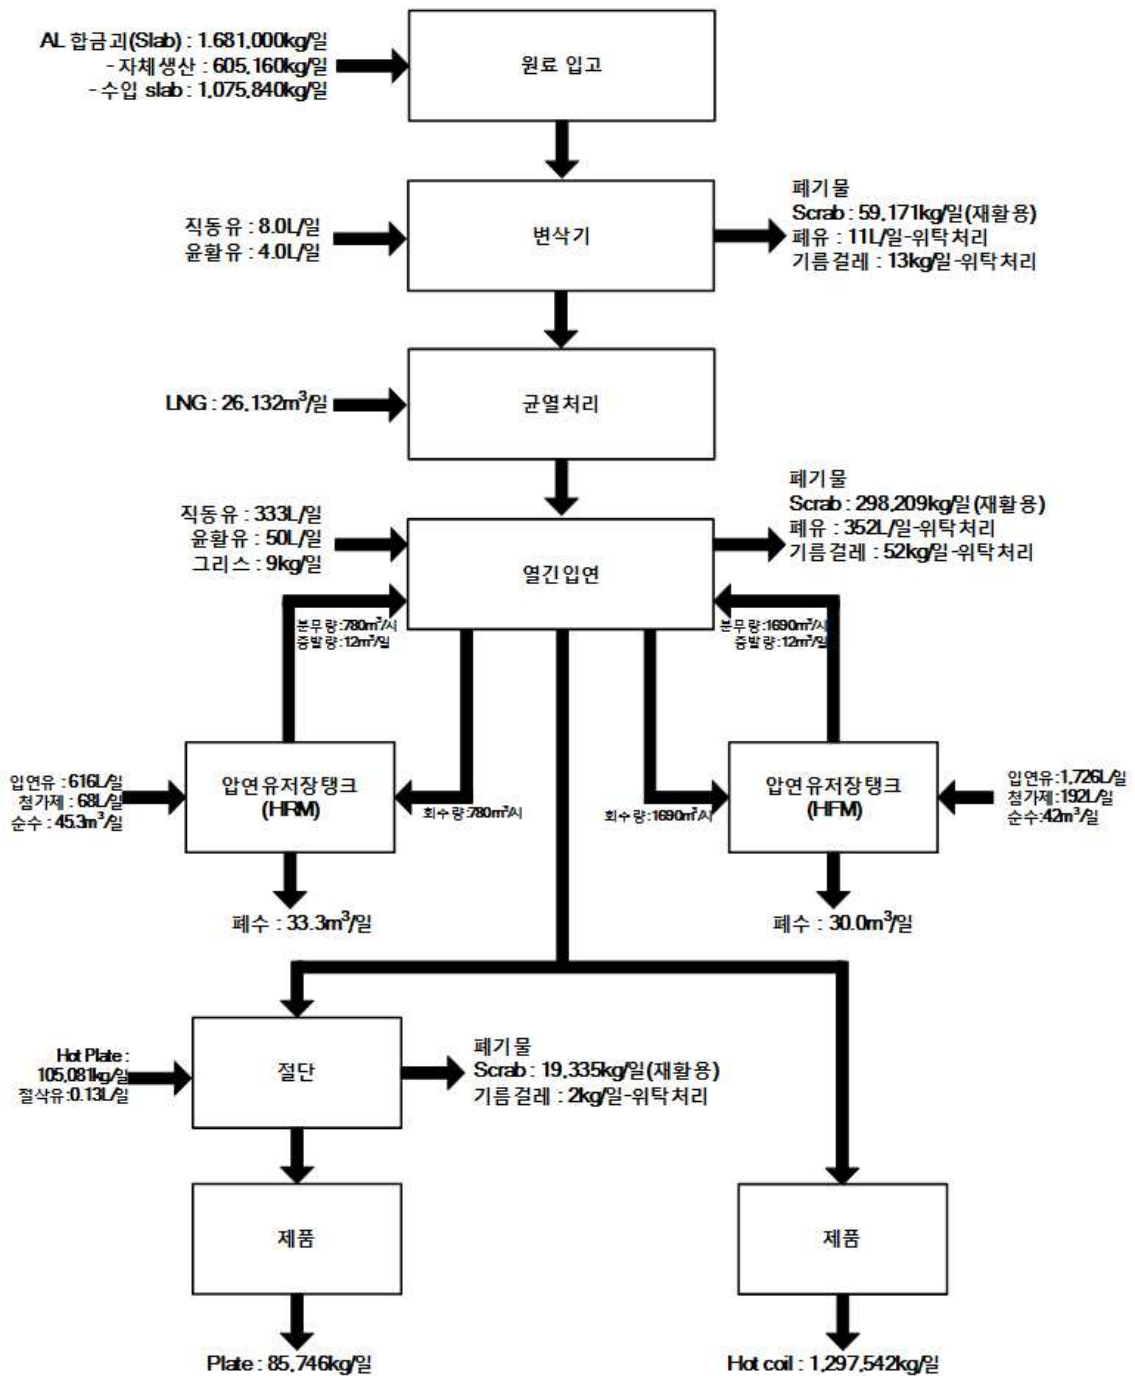 AL 합금괴(Slab) : 1.681,000kg/일
- 자체생산 : 605,160kg/일
- 수입 slab : 1,075,840kg/일
원료 입고
직동유 : 8.0L/일
윤활유 : 4.0L/일
변삭기
폐기물
Scrab : 59,171kg/일(재활용)
폐유 : 11L/일-위탁처리
기름걸레 : 13kg/일-위탁처리
LNG : 26,132m³/일
균열처리
직동유 : 333L/일
윤활유 : 50L/일
그리스 : 9kg/일
열긴입연
폐기물
Scrab : 298,209kg/일(재활용)
폐유 : 352L/일-위탁처리
기름걸레 : 52kg/일-위탁처리
분무량:780m³/시
증발량:12m³/일
분무량:1690m³/시
증발량:12m³/일
입연유 : 616L/일
첨가제 : 68L/일
순수 : 45.3m³/일
압연유저장탱크
(HRM)
회수량:780m³/시
회수량:1690m³/시
압연유저장탱크
(HFM)
입연유:1,726L/일
첨가제:192L/일
순수:42m³/일
폐수 : 33.3m³/일
폐수 : 30.0m³/일
Hot Plate :
105,081kg/일
절삭유:0.13L/일
절단
폐기물
Scrab : 19,335kg/일(재활용)
기름걸레 : 2kg/일-위탁처리
제품
제품
Plate : 85,746kg/일
Hot coil : 1,297,542kg/일